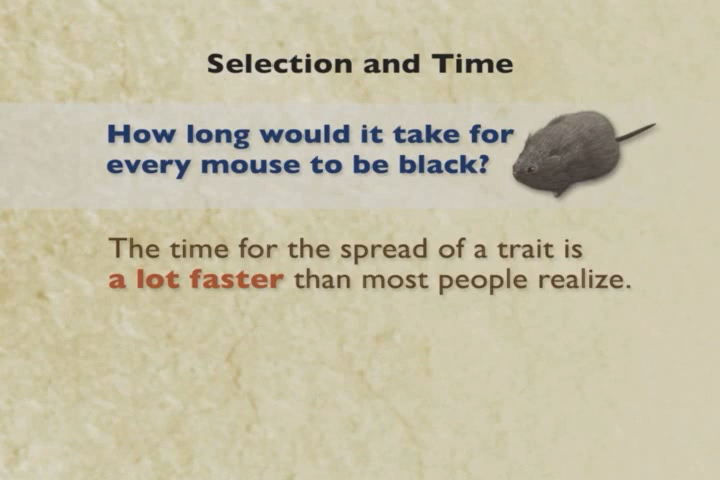 Selection and Time
How long would it take for
every mouse to be black?
The time for the spread of a trait is
a lot faster than most people realize.